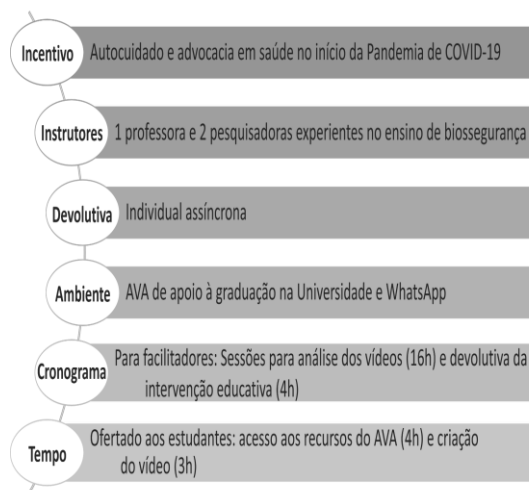 Incentivo Autocuidado e advocacia em saúde no início da Pandemia de COVID-19
Instrutores 1 professora e 2 pesquisadoras experientes no ensino de biossegurança
Devolutiva Individual assíncrona
Ambiente AVA de apoio à graduação na Universidade e WhatsApp
Cronograma Para facilitadores: Sessões para análise dos vídeos (16h) e devolutiva da
intervenção educativa (4h)
Tempo Ofertado aos estudantes: acesso aos recursos do AVA (4h) e criação
do vídeo (3h)